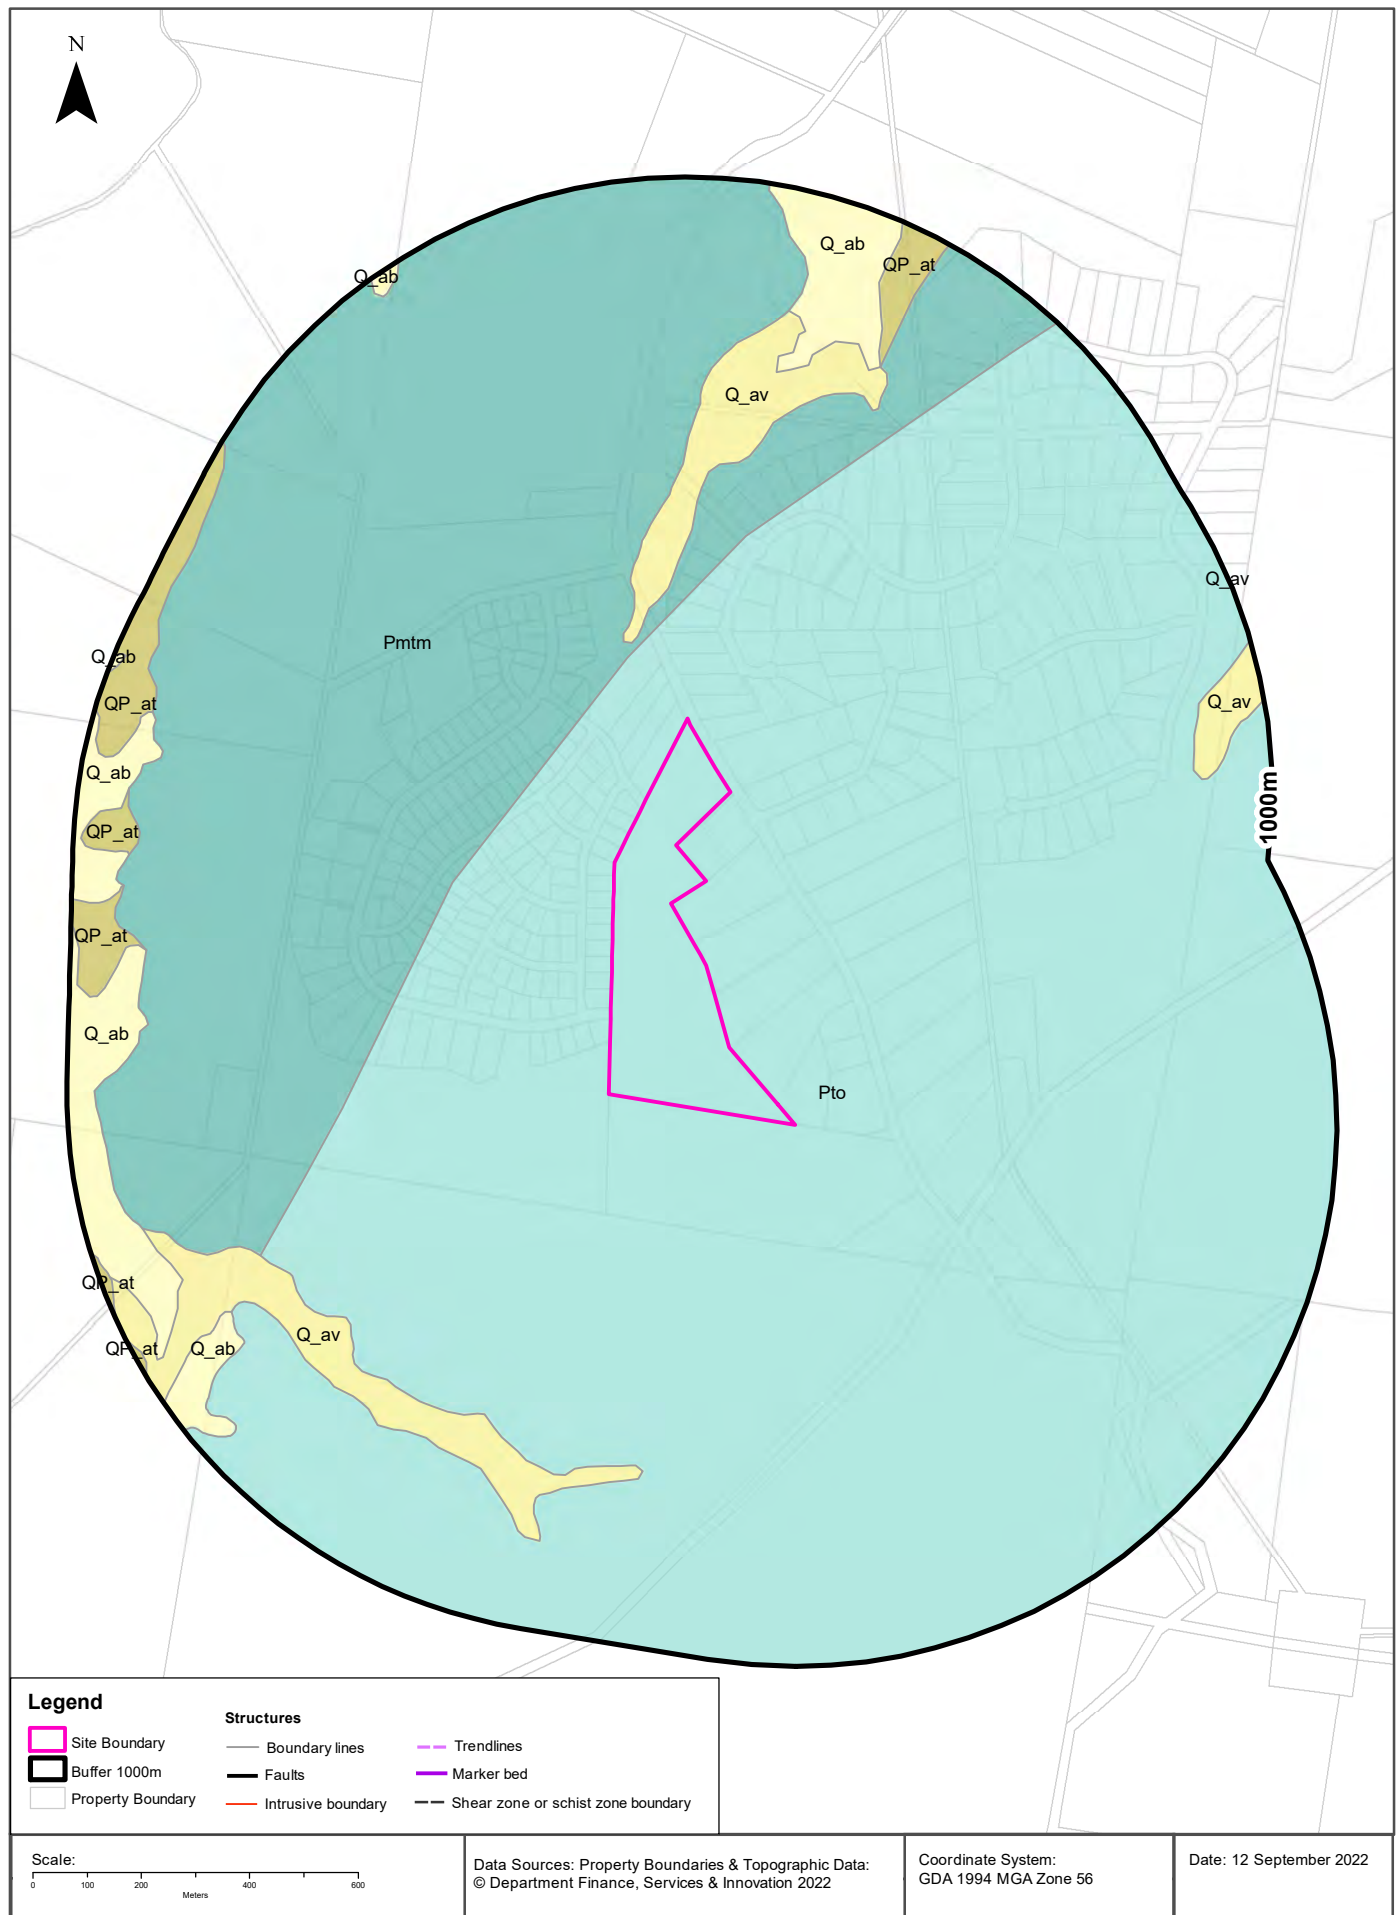 N
Q_ab
QP_at
Q_ab
Q_av
Q_av
Pmtm
Q_ab
QP_at
Q_av
Q_ab
1000m
QP_at
QP_at
Q_ab
Pto
QP_at
Q_av
QP_at
Q_ab
Legend
Site Boundary
Buffer 1000m
Property Boundary
Structures
Boundary lines
Faults
Intrusive boundary
Trendlines
Marker bed
Shear zone or schist zone boundary
Scale:
0 100 200 400 600
Meters
Data Sources: Property Boundaries & Topographic Data:
© Department Finance, Services & Innovation 2022
Coordinate System:
GDA 1994 MGA Zone 56
Date: 12 September 2022